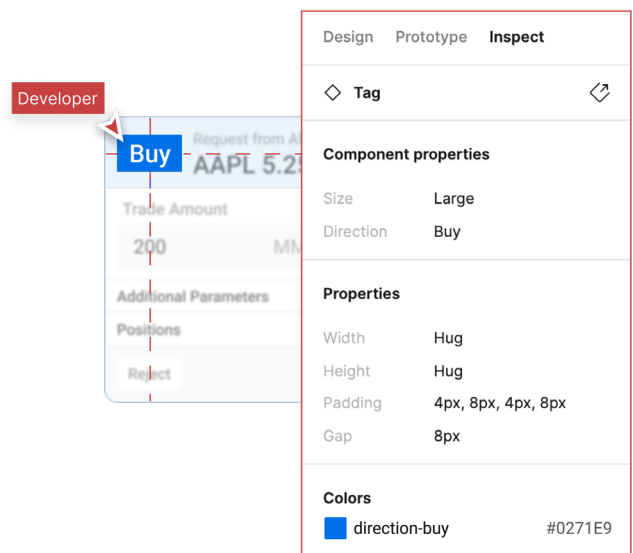 Design Prototype Inspect
Tag
Developer
Buy
Request from
AAPL 5.25
Trade Amount
200 MM
Additional Parameters
Positions
Reject
Component properties
Size Large
Direction Buy
Properties
Width Hug
Height Hug
Padding 4px, 8px, 4px, 8px
Gap 8px
Colors
direction-buy #0271E9